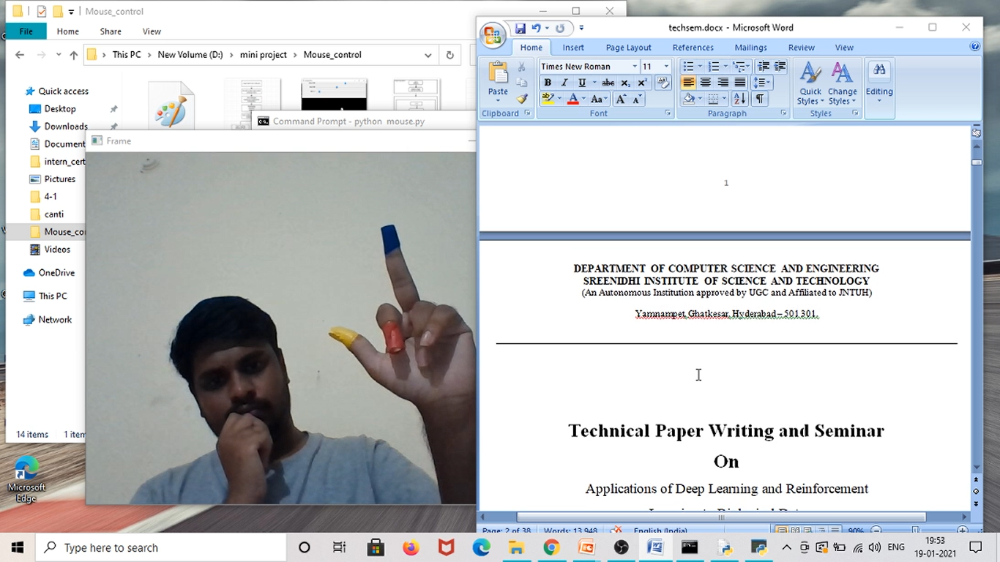 Mouse_control
File Home Share View
This PC New Volume (D:) mini project Mouse_control
Quick access
Desktop
Downloads
Document
intern_cert
Pictures
4-1
canti
Mouse_co
Videos
OneDrive
This PC
Network
14 items 1 item
Command Prompt - python mouse.py
Frame
Microsoft
Edge
techsem.docx - Microsoft Word
Home Insert Page Layout References Mailings Review View
Times New Roman 11
Paste
B I U abc x₂ x²
Aa A A
Quick Styles
Change Styles
Editing
Clipboard Font Paragraph Styles
1
DEPARTMENT OF COMPUTER SCIENCE AND ENGINEERING
SREENIDHI INSTITUTE OF SCIENCE AND TECHNOLOGY
(An Autonomous Institution approved by UGC and Affiliated to JNTUH)
Yamnampet, Ghatkesar, Hyderabad – 501 301.
Technical Paper Writing and Seminar
On
Applications of Deep Learning and Reinforcement
Page: 2 of 38 Words: 13,948 English (India) 90%
Type here to search
ENG
19:53
19-01-2021